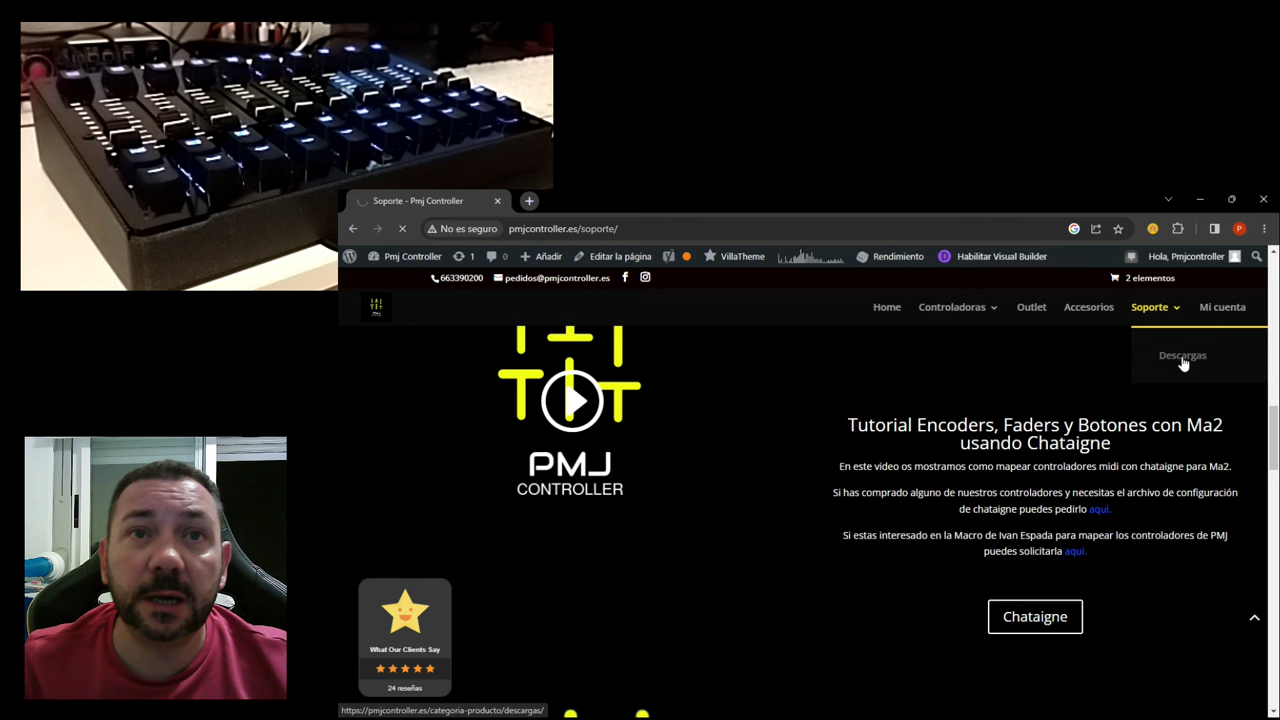 Soporte - Pmj Controller
No es seguro
pmjcontroller.es/soporte/
Pmj Controller
1
0
Añadir
Editar la página
VillaTheme
Rendimiento
Habilitar Visual Builder
Hola, Pmjcontroller
663390200
pedidos@pmjcontroller.es
2 elementos
Home
Controladoras
Outlet
Accesorios
Soporte
Mi cuenta
Descargas
PMJ
CONTROLLER
Tutorial Encoders, Faders y Botones con Ma2
usando Chataigne
En este video os mostramos como mapear controladores midi con chataigne para Ma2.
Si has comprado alguno de nuestros controladores y necesitas el archivo de configuración
de chataigne puedes pedirlo aquí.
Si estas interesado en la Macro de Ivan Espada para mapear los controladores de PMJ
puedes solicitarla aqui.
Chataigne
What Our Clients Say
24 reseñas
https://pmjcontroller.es/categoria-producto/descargas/